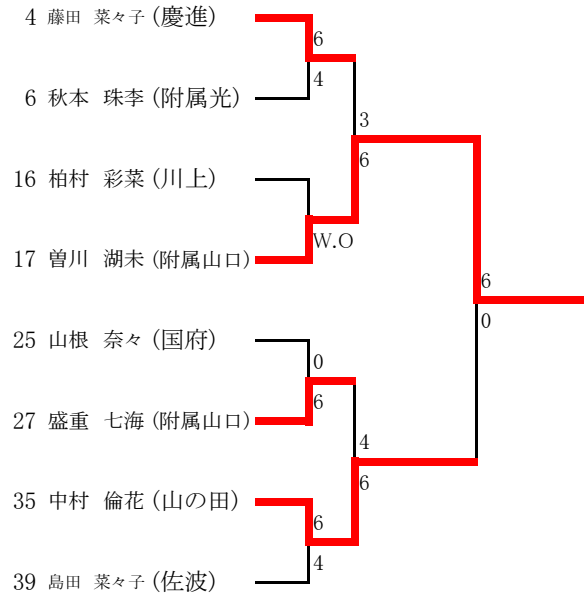 4 藤田 菜々子 (慶進)
6
4
6 秋本 珠李 (附属光)
3
6
16 柏村 彩菜 (川上)
W.O
17 曽川 湖未 (附属山口)
6
0
25 山根 奈々 (国府)
0
6
27 盛重 七海 (附属山口)
4
6
35 中村 倫花 (山の田)
6
4
39 島田 菜々子 (佐波)